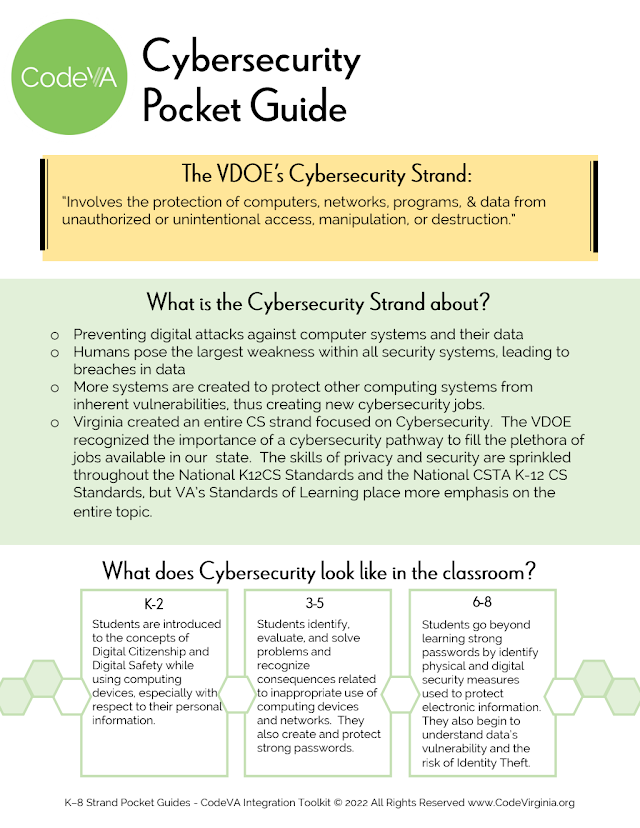 CodeVA
Cybersecurity
Pocket Guide
The VDOE's Cybersecurity Strand:
"Involves the protection of computers, networks, programs, & data from
unauthorized or unintentional access, manipulation, or destruction."
What is the Cybersecurity Strand about?
o Preventing digital attacks against computer systems and their data
o Humans pose the largest weakness within all security systems, leading to
breaches in data
o More systems are created to protect other computing systems from
inherent vulnerabilities, thus creating new cybersecurity jobs.
o Virginia created an entire CS strand focused on Cybersecurity. The VDOE
recognized the importance of a cybersecurity pathway to fill the plethora of
jobs available in our state. The skills of privacy and security are sprinkled
throughout the National K12CS Standards and the National CSTA K-12 CS
Standards, but VA's Standards of Learning place more emphasis on the
entire topic.
What does Cybersecurity look like in the classroom?
K-2
Students are introduced
to the concepts of
Digital Citizenship and
Digital Safety while
using computing
devices, especially with
respect to their personal
information.
3-5
Students identify,
evaluate, and solve
problems and
recognize
consequences related
to inappropriate use of
computing devices
and networks. They
also create and protect
strong passwords.
6-8
Students go beyond
learning strong
passwords by identify
physical and digital
security measures
used to protect
electronic information.
They also begin to
understand data's
vulnerability and the
risk of Identity Theft.
K–8 Strand Pocket Guides - CodeVA Integration Toolkit © 2022 All Rights Reserved www.CodeVirginia.org